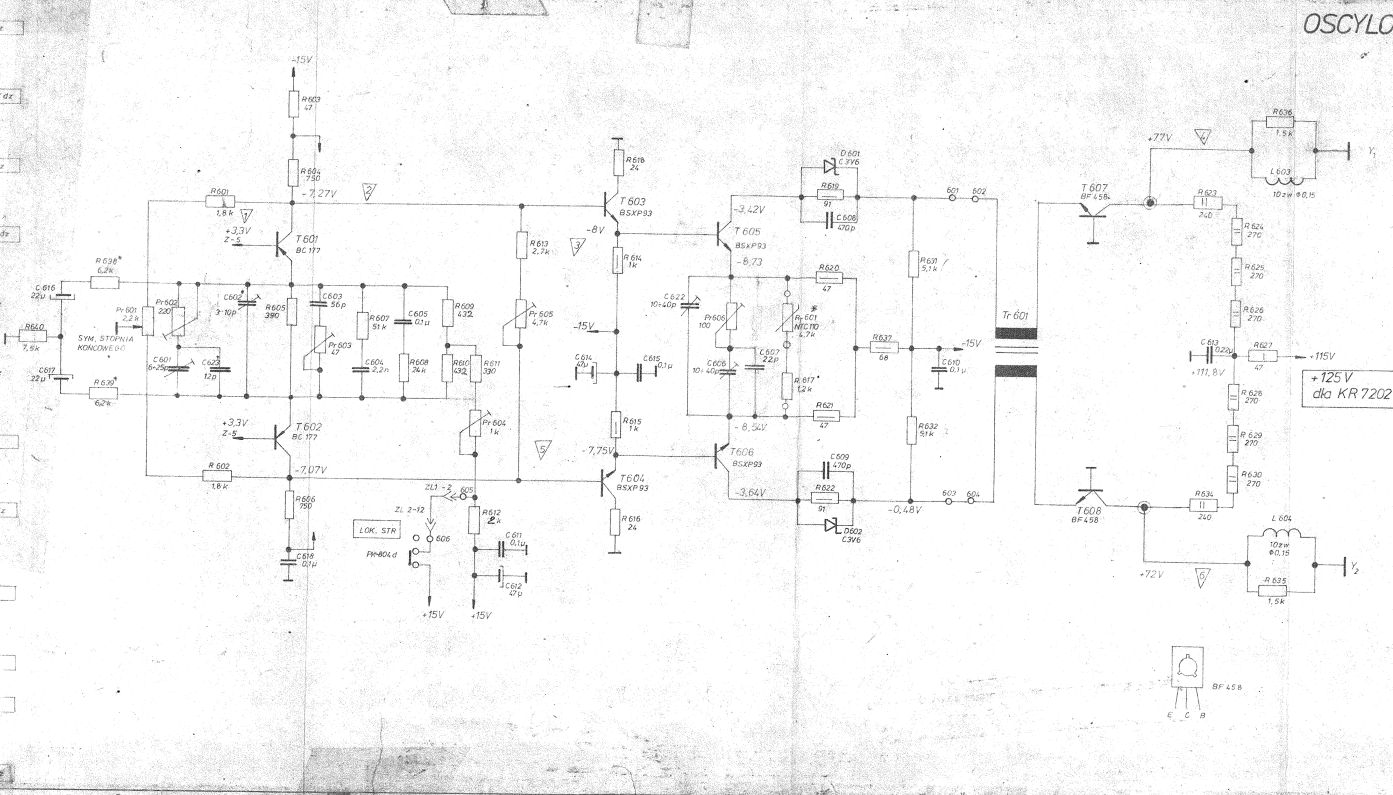 OSCYLO
-15V
R603
47
R604
750
-7,27V
2
R601
1,8k
1
+3,3V
Z-5
T601
BC177
R638*
6,2k
C616
22µ
R640
7,5k
C617
22µ
R639*
6,2k
Pr601
2,2k
SYM. STOPNIA
KOŃCOWEGO
Pr602
220
C601
6÷25p
C623
12p
C602
3-10p
R605
390
C603
56p
Pr603
47
R607
51k
C604
2,2n
C605
0,1µ
R608
24k
R609
432
R610
432
R611
390
Pr604
1k
+3,3V
Z-5
T602
BC177
R602
1,8k
-7,07V
R606
750
C618
0,1µ
ZL1-2
605
ZL 2-12
LOK. STR
606
PK-804d
R612
2k
C611
0,1µ
C612
47µ
+15V
+15V
R618
24
T603
BSXP93
-8V
3
R613
2,7k
R614
1k
Pr605
4,7k
-15V
C614
47µ
C615
0,1µ
R615
1k
5
-7,75V
T604
BSXP93
R616
24
-3,42V
T605
BSXP93
-8,73
C622
10÷40p
Pr606
100
C606
10÷40p
C607
22p
Rt601
NTC110
4,7k
R617
1,2k
-8,54V
T606
BSXP93
-3,64V
D601
C3V6
R619
91
C608
470p
R620
47
R621
47
R637
68
-15V
C610
0,1µ
R631
5,1k
R632
5,1k
C609
470p
R622
91
D602
C3V6
-0,48V
601
602
603
604
Tr601
T607
BF458
+77V
4
R636
1,5k
L603
10zw φ0,15
Y1
R623
240
R624
270
R625
270
R626
270
C613
0,22µ
+111,8V
R627
47
+115V
+125V
dla KR7202
R628
270
R629
270
R630
270
R634
240
T608
BF458
+72V
6
L604
10zw
φ0,15
R635
1,5k
Y2
BF458
E C B